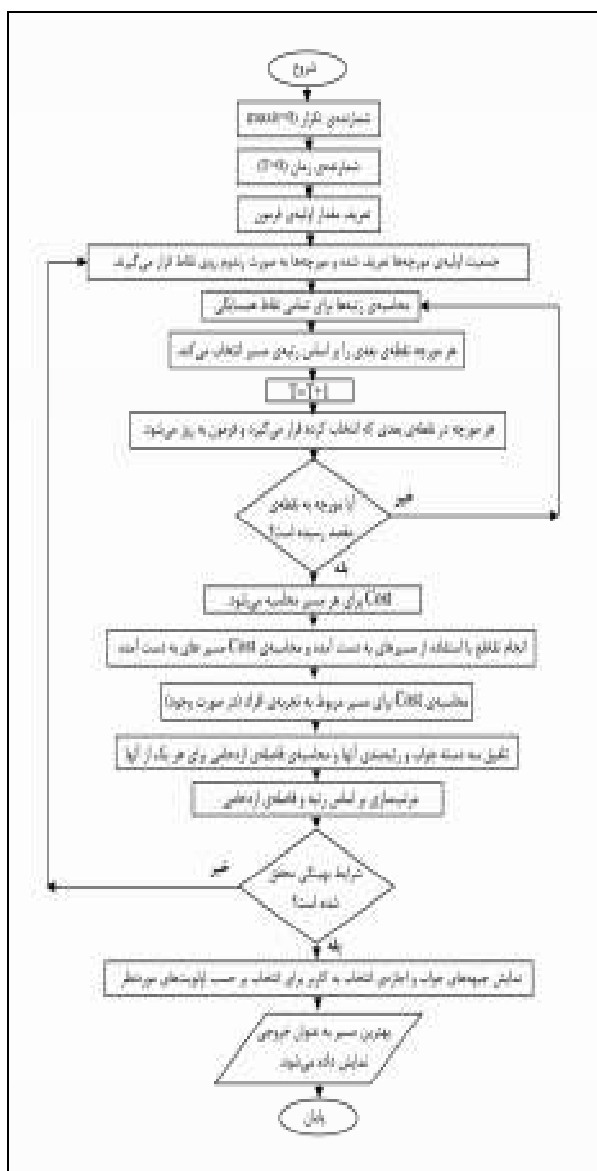 شروع
شمارنده‌ی تکرار
شمارنده‌ی زمان (T=0)
تعریف مقدار اولیه‌ی فرمون
جمعیت اولیه‌ی مورچه‌ها تعریف شده و مورچه‌ها به صورت رندوم روی نقاط قرار می‌گیرند.
محاسبه‌ی رتبه‌ها برای تمامی نقاط همسایگی
هر مورچه نقطه‌ی بعدی را بر اساس رتبه‌ی مسیر انتخاب می‌کند.
T=T+1
هر مورچه در نقطه‌ی بعدی که انتخاب کرده قرار می‌گیرد و فرمون به روز می‌شود.
آیا مورچه به نقطه‌ی
مقصد رسیده است؟
خیر
بله
Cost برای هر مسیر محاسبه می‌شود.
انجام تقاطع با استفاده از مسیرهای به دست آمده و محاسبه‌ی Cost مسیر های به دست آمده
محاسبه‌ی Cost برای مسیر مربوط به تجربه‌ی افراد (در صورت وجود)
تلفیق سه دسته جواب و رتبه‌بندی آنها و محاسبه‌ی فاصله‌ی ازدحامی برای هر یک از آنها
مرتب‌سازی بر اساس رتبه و فاصله‌ی ازدحامی
شرایط بهینگی محقق
شده است؟
خیر
بله
نمایش جبهه‌های جواب و اجازه‌ی انتخاب به کاربر برای انتخاب بر حسب اولویت‌های موردنظر
بهترین مسیر به عنوان خروجی
نمایش داده می‌شود.
پایان